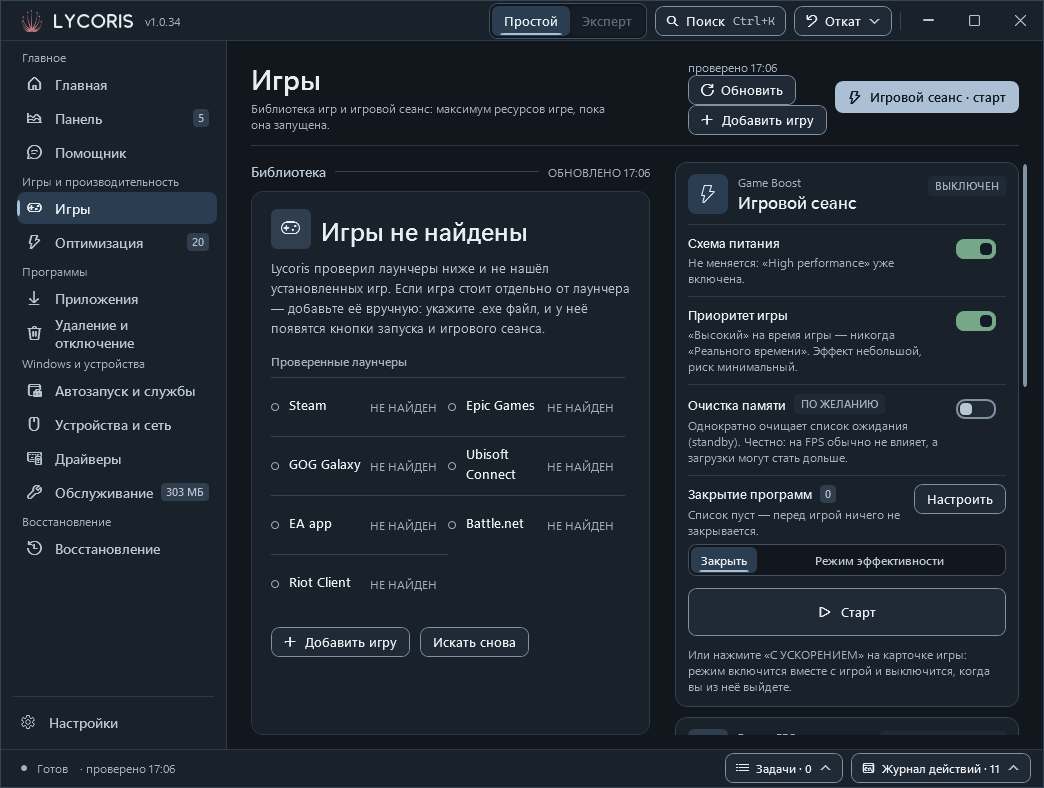 LYCORIS v1.0.34
Простой Эксперт
Поиск Ctrl+K
Откат
Главное
Главная
Панель 5
Помощник
Игры и производительность
Игры
Оптимизация 20
Программы
Приложения
Удаление и
отключение
Windows и устройства
Автозапуск и службы
Устройства и сеть
Драйверы
Обслуживание 303 МБ
Восстановление
Восстановление
Настройки
Игры
Библиотека игр и игровой сеанс: максимум ресурсов игре, пока
она запущена.
проверено 17:06
Обновить
Добавить игру
Игровой сеанс · старт
Библиотека ОБНОВЛЕНО 17:06
Игры не найдены
Lycoris проверил лаунчеры ниже и не нашёл
установленных игр. Если игра стоит отдельно от лаунчера
— добавьте её вручную: укажите .exe файл, и у неё
появятся кнопки запуска и игрового сеанса.
Проверенные лаунчеры
Steam НЕ НАЙДЕН
Epic Games НЕ НАЙДЕН
GOG Galaxy НЕ НАЙДЕН
Ubisoft
Connect НЕ НАЙДЕН
EA app НЕ НАЙДЕН
Battle.net НЕ НАЙДЕН
Riot Client НЕ НАЙДЕН
Добавить игру
Искать снова
Game Boost
Игровой сеанс
ВЫКЛЮЧЕН
Схема питания
Не меняется: «High performance» уже
включена.
Приоритет игры
«Высокий» на время игры — никогда
«Реального времени». Эффект небольшой,
риск минимальный.
Очистка памяти ПО ЖЕЛАНИЮ
Однократно очищает список ожидания
(standby). Честно: на FPS обычно не влияет, а
загрузки могут стать дольше.
Закрытие программ 0
Список пуст — перед игрой ничего не
закрывается.
Настроить
Закрыть Режим эффективности
Старт
Или нажмите «С УСКОРЕНИЕМ» на карточке игры:
режим включится вместе с игрой и выключится, когда
вы из неё выйдете.
Готов · проверено 17:06
Задачи · 0
Журнал действий · 11